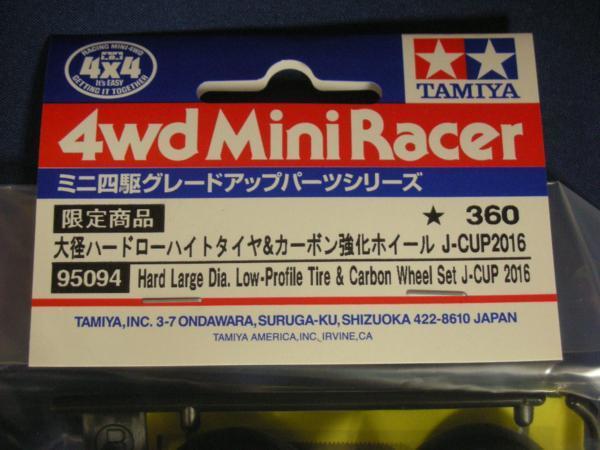 RACING MINI-4WD
4x4
It's EASY
GETTING IT TOGETHER
TAMIYA
4wd Mini Racer
ミニ四駆グレードアップパーツシリーズ
限定商品
★ 360
大径ハードローハイトタイヤ&カーボン強化ホイール J-CUP2016
95094 Hard Large Dia. Low-Profile Tire & Carbon Wheel Set J-CUP 2016
TAMIYA,INC. 3-7 ONDAWARA,SURUGA-KU,SHIZUOKA 422-8610 JAPAN
TAMIYA AMERICA,INC.,IRVINE,CA